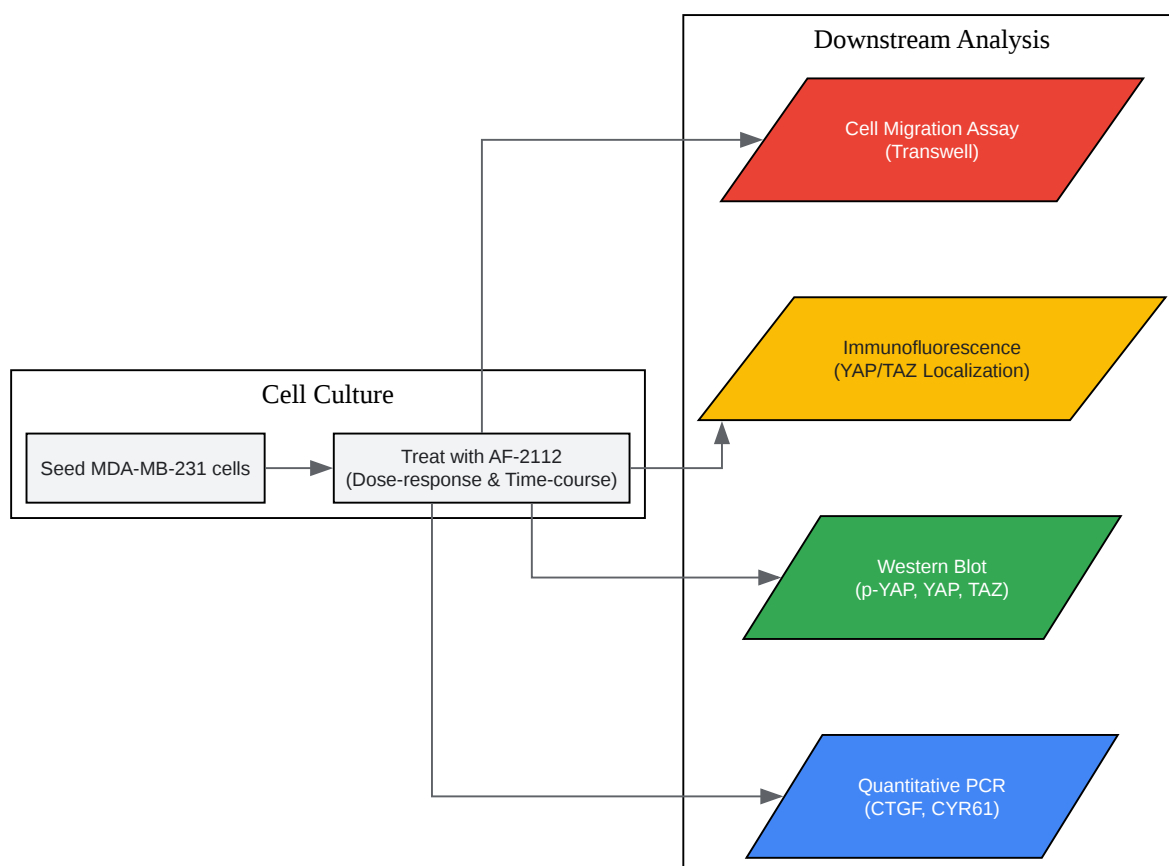 Downstream Analysis
Cell Migration Assay
(Transwell)
Immunofluorescence
(YAP/TAZ Localization)
Cell Culture
Seed MDA-MB-231 cells
Treat with AF-2112
(Dose-response & Time-course)
Western Blot
(p-YAP, YAP, TAZ)
Quantitative PCR
(CTGF, CYR61)